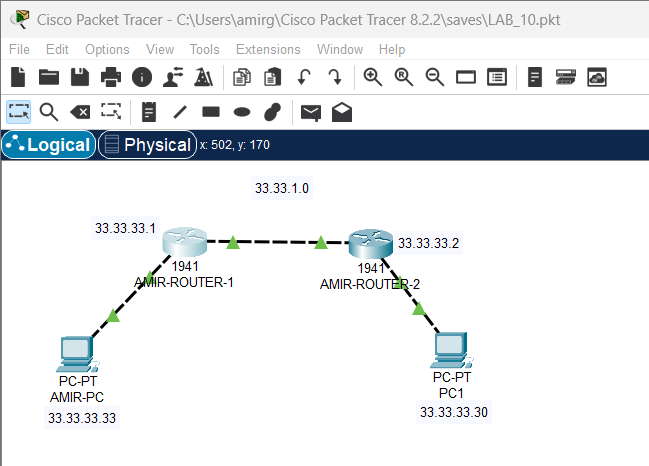 Cisco Packet Tracer - C:\Users\amirg\Cisco Packet Tracer 8.2.2\saves\LAB_10.pkt
File Edit Options View Tools Extensions Window Help
Logical Physical x: 502, y: 170
33.33.1.0
33.33.33.1
33.33.33.2
1941
AMIR-ROUTER-1
1941
AMIR-ROUTER-2
PC-PT
AMIR-PC
33.33.33.33
PC-PT
PC1
33.33.33.30